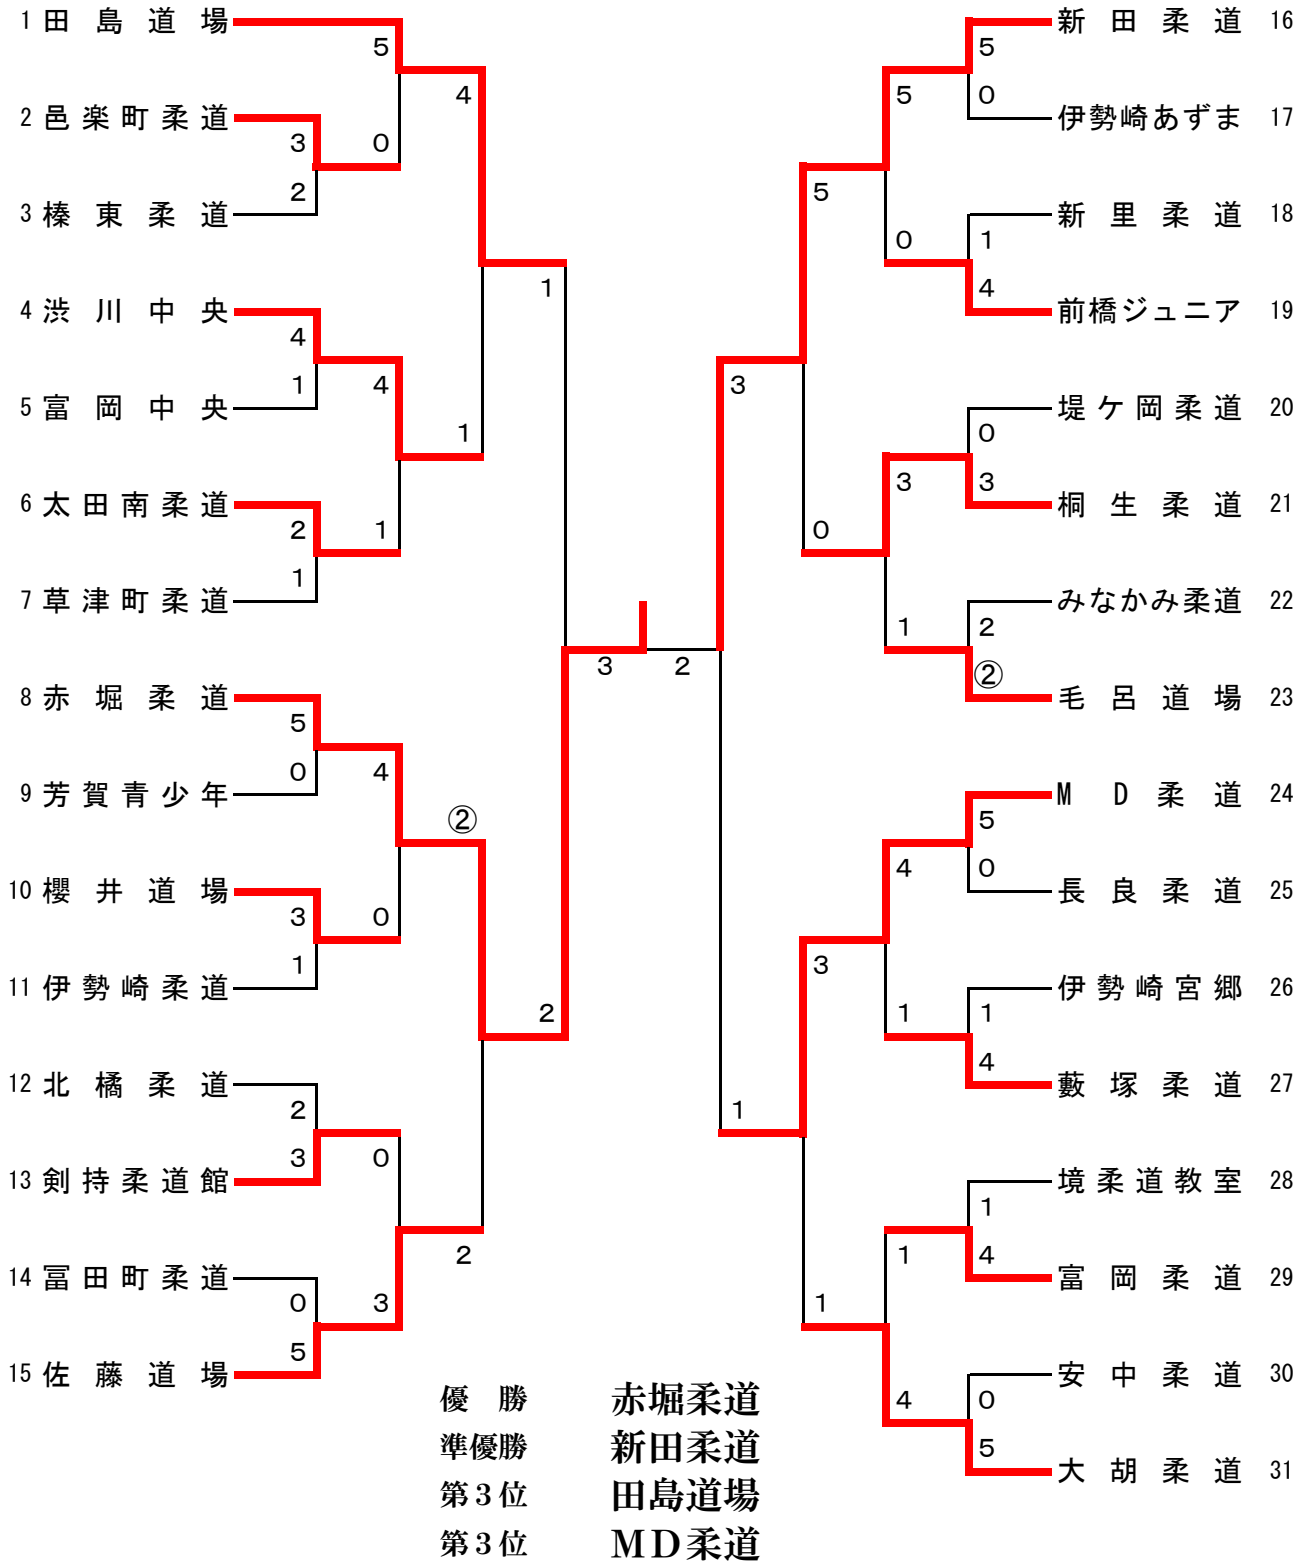 1 田島道場
5
4
2 邑楽町柔道
3
0
2
3 榛東柔道
1
4 渋川中央
4
1
4
5 富岡中央
1
6 太田南柔道
2
1
1
7 草津町柔道
3
8 赤堀柔道
5
0
4
9 芳賀青少年
②
10 櫻井道場
3
0
1
11 伊勢崎柔道
2
12 北橘柔道
2
3
0
13 剣持柔道館
2
14 冨田町柔道
0
3
5
15 佐藤道場
新田柔道 16
5
5
0
伊勢崎あずま 17
5
新里柔道 18
0
1
4
前橋ジュニア 19
3
堤ケ岡柔道 20
0
3
3
桐生柔道 21
0
みなかみ柔道 22
1
2
②
毛呂道場 23
2
MD柔道 24
5
4
0
長良柔道 25
3
伊勢崎宮郷 26
1
1
4
藪塚柔道 27
1
境柔道教室 28
1
1
4
富岡柔道 29
1
安中柔道 30
4
0
5
大胡柔道 31
優勝 赤堀柔道
準優勝 新田柔道
第３位 田島道場
第３位 ＭＤ柔道